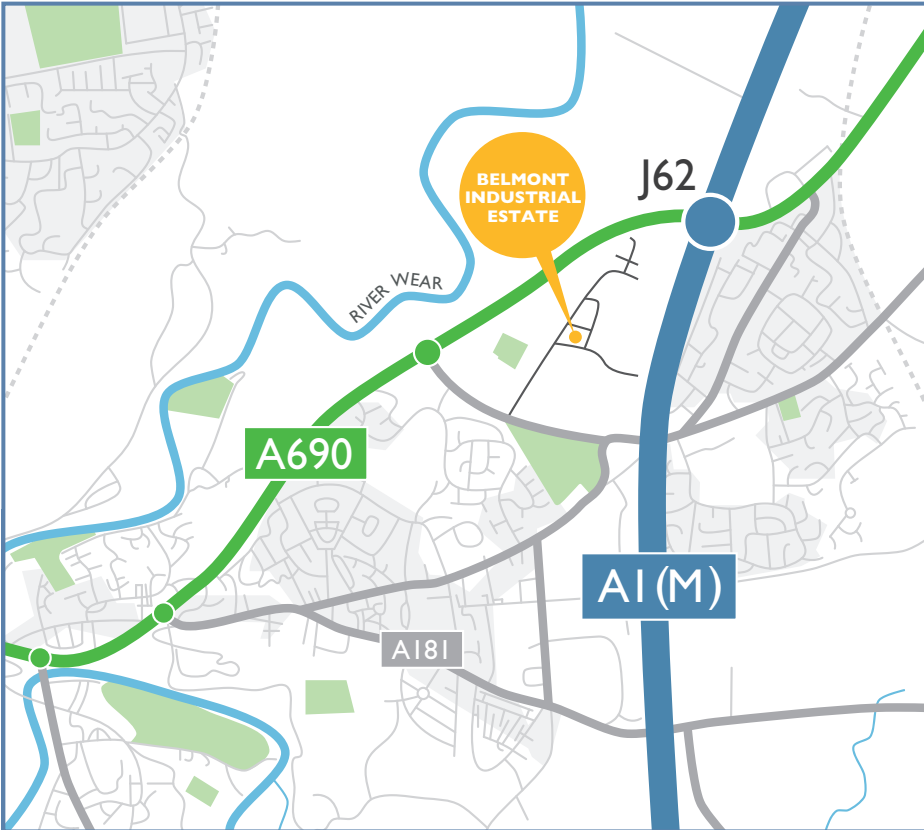 BELMONT
INDUSTRIAL
ESTATE
J62
RIVER WEAR
A690
A1(M)
A181